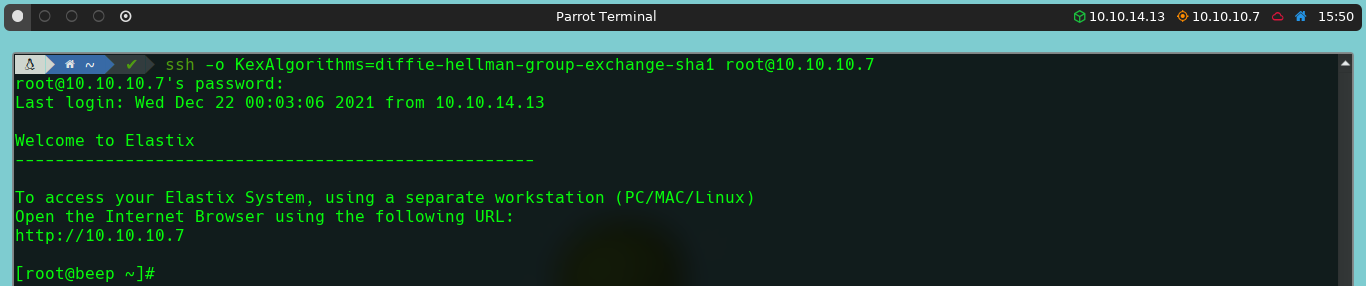 Parrot Terminal 10.10.14.13 10.10.10.7 15:50
~ ✔ ssh -o KexAlgorithms=diffie-hellman-group-exchange-sha1 root@10.10.10.7
root@10.10.10.7's password:
Last login: Wed Dec 22 00:03:06 2021 from 10.10.14.13
Welcome to Elastix
----------------------------------------------------
To access your Elastix System, using a separate workstation (PC/MAC/Linux)
Open the Internet Browser using the following URL:
http://10.10.10.7
[root@beep ~]#